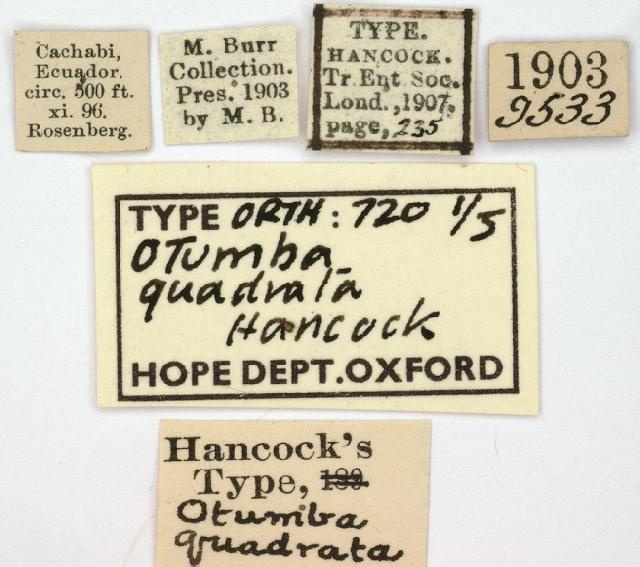 Cachabi,
Ecuador.
circ. 500 ft.
xi. 96.
Rosenberg.
M. Burr
Collection.
Pres. 1903
by M. B.
TYPE.
HANCOCK.
Tr. Ent. Soc.
Lond., 1907,
page, 235
1903
9533
TYPE ORTH: 720 1/5
OTumba
quadrata
Hancock
HOPE DEPT. OXFORD
Hancock's
Type, 189
Otumba
quadrata